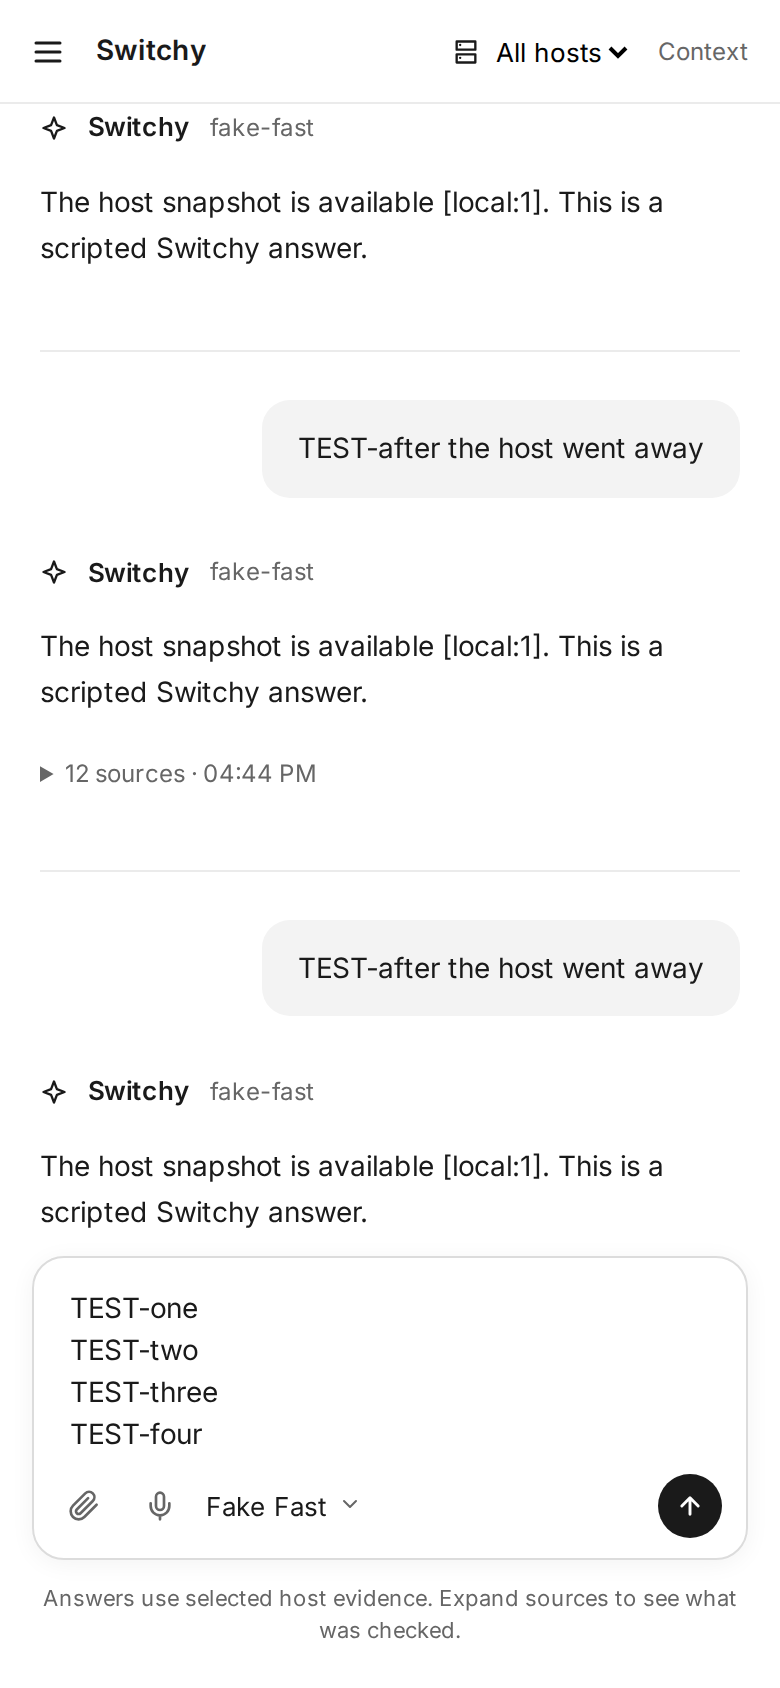 Switchy
All hosts
Context
Switchy fake-fast
The host snapshot is available [local:1]. This is a
scripted Switchy answer.
TEST-after the host went away
Switchy fake-fast
The host snapshot is available [local:1]. This is a
scripted Switchy answer.
12 sources · 04:44 PM
TEST-after the host went away
Switchy fake-fast
The host snapshot is available [local:1]. This is a
scripted Switchy answer.
TEST-one
TEST-two
TEST-three
TEST-four
Fake Fast
Answers use selected host evidence. Expand sources to see what
was checked.